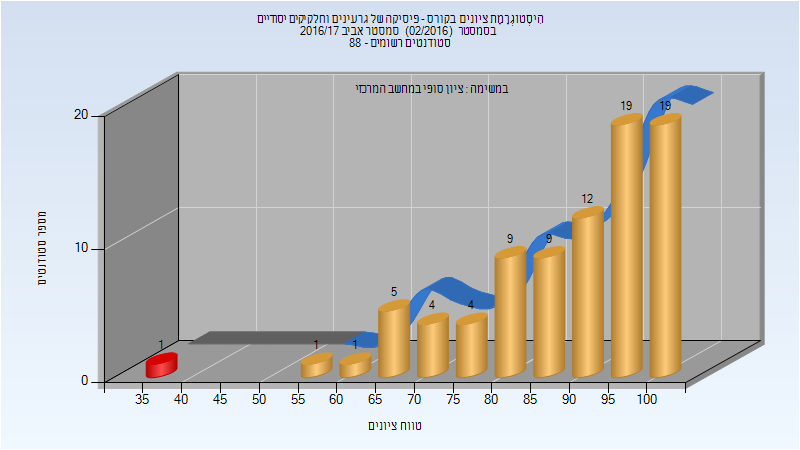 היסטוגרמת ציונים בקורס - פיסיקה של גרעינים וחלקיקים יסודיים
בסמסטר (02/2016) סמסטר אביב 2016/17
סטודנטים רשומים - 88
במשימה : ציון סופי במחשב המרכזי
מספר סטודנטים
20
10
0
1
1
1
5
4
4
9
9
12
19
19
35 40 45 50 55 60 65 70 75 80 85 90 95 100
טווח ציונים